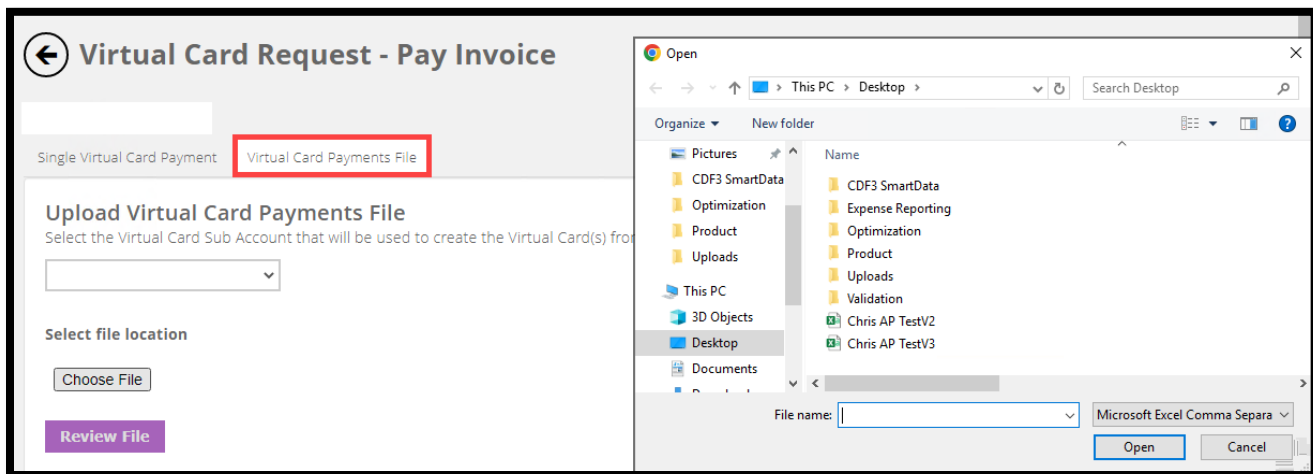 Virtual Card Request - Pay Invoice
Single Virtual Card Payment
Virtual Card Payments File
Upload Virtual Card Payments File
Select the Virtual Card Sub Account that will be used to create the Virtual Card(s)
Select file location
Choose File
Review File
Open
This PC > Desktop >
Search Desktop
Organize
New folder
Pictures
CDF3 SmartData
Optimization
Product
Uploads
This PC
3D Objects
Desktop
Documents
Name
CDF3 SmartData
Expense Reporting
Optimization
Product
Uploads
Validation
Chris AP TestV2
Chris AP TestV3
File name:
Microsoft Excel Comma Separa
Open
Cancel